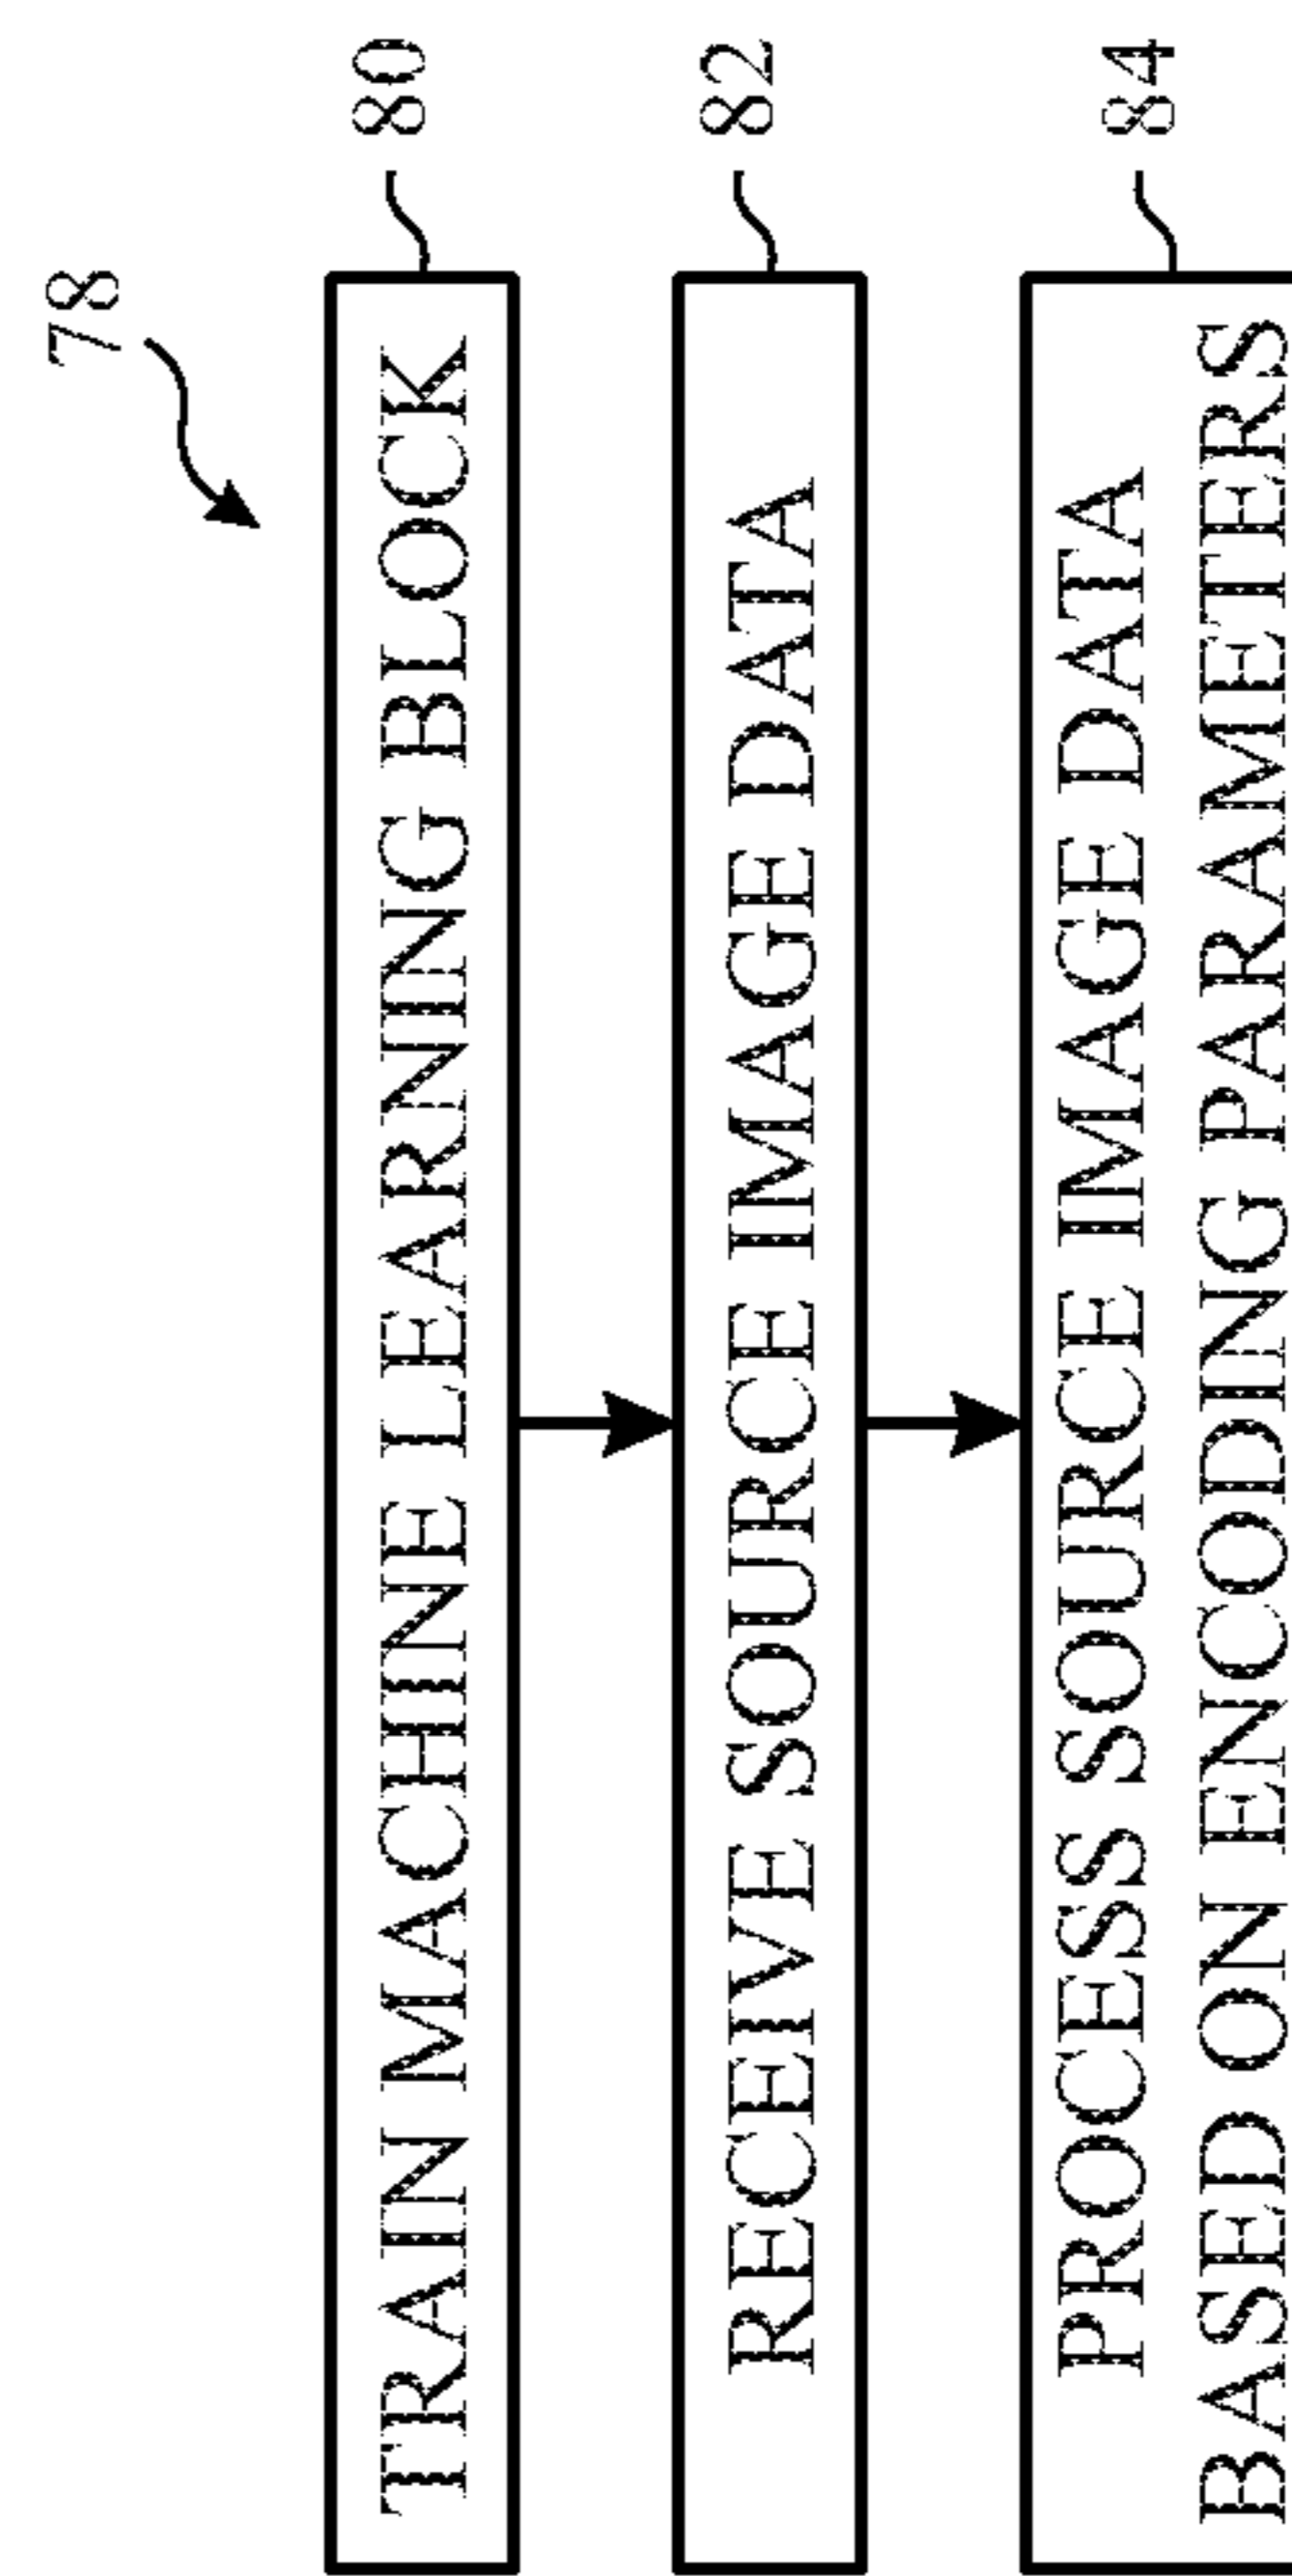 78
TRAIN MACHINE LEARNING BLOCK
80
RECEIVE SOURCE IMAGE DATA
82
PROCESS SOURCE IMAGE DATA
BASED ON ENCODING PARAMETERS
84